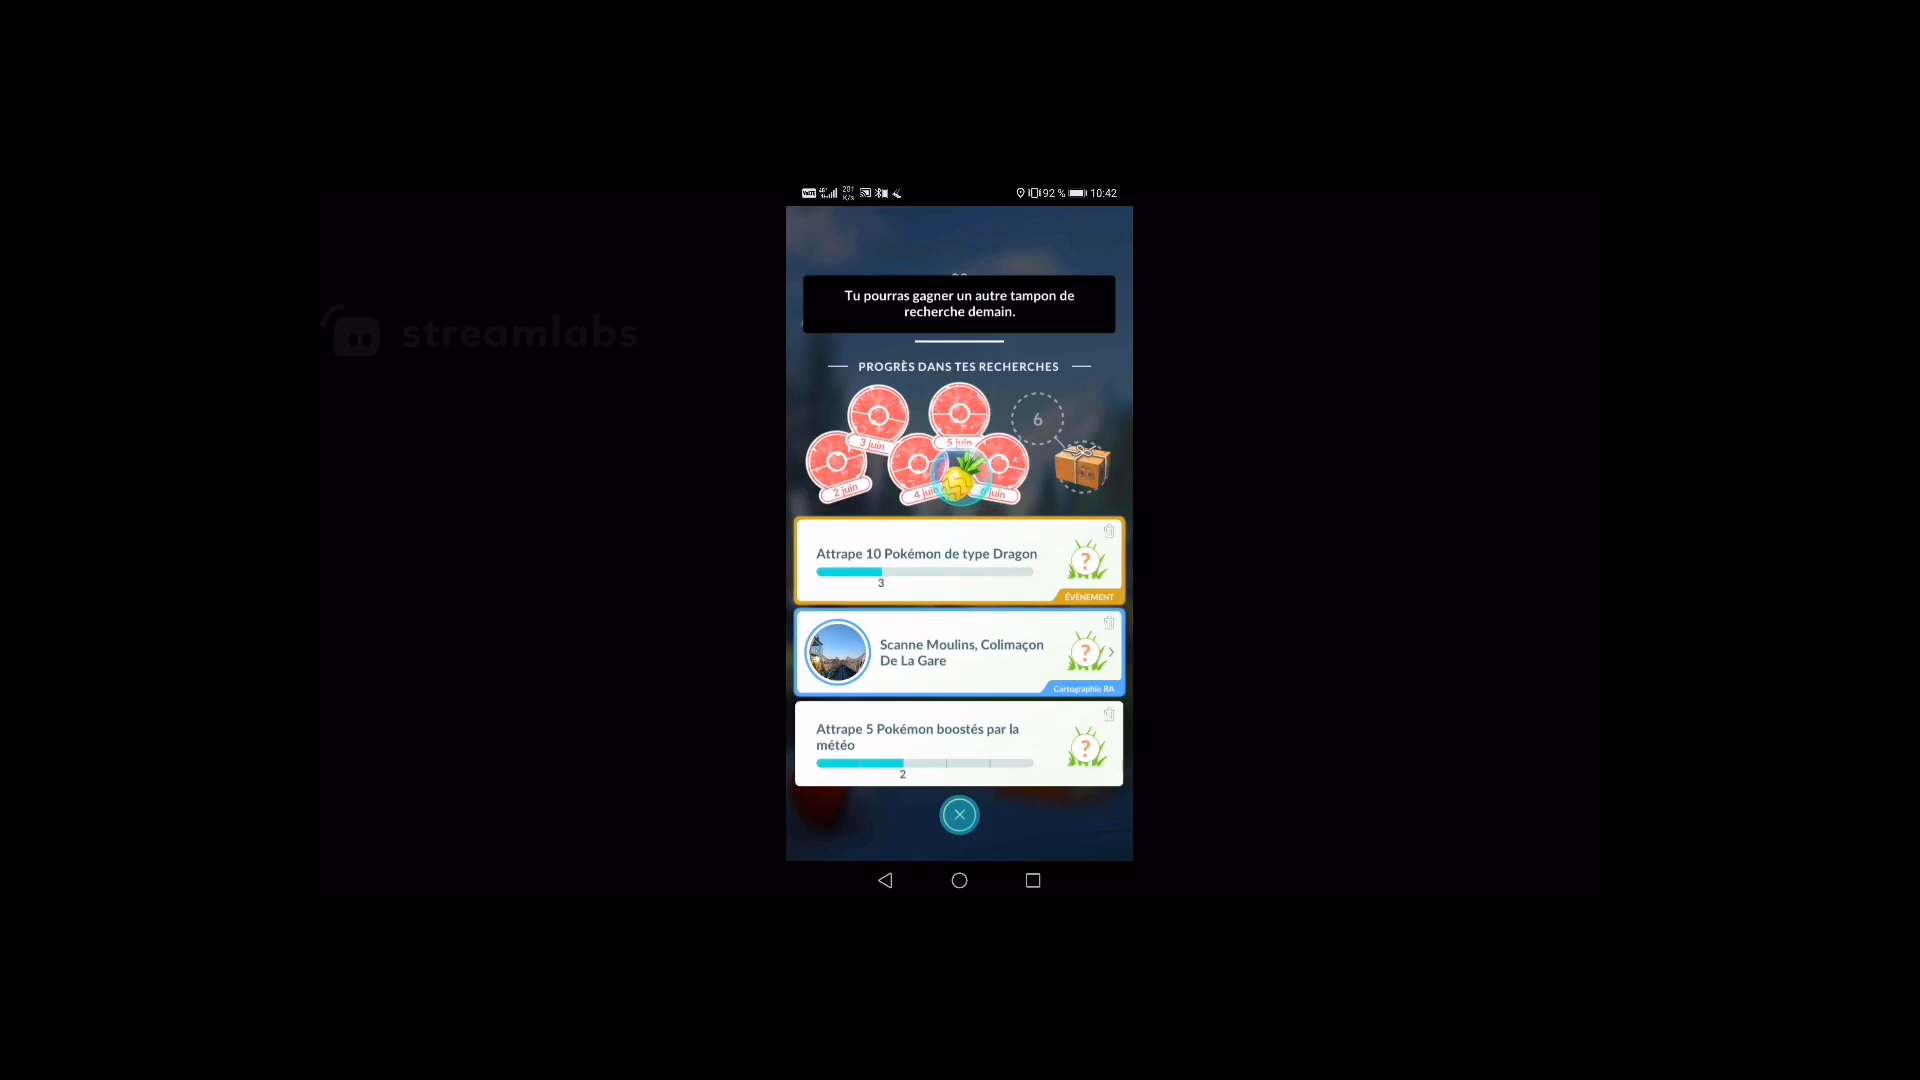 201
K/s
92 %
10:42
streamlabs
Tu pourras gagner un autre tampon de
recherche demain.
PROGRÈS DANS TES RECHERCHES
3 juin
5 juin
6
2 juin
4 juin
juin
Attrape 10 Pokémon de type Dragon
3
ÉVÉNEMENT
Scanne Moulins, Colimaçon
De La Gare
Cartographie RA
Attrape 5 Pokémon boostés par la
météo
2